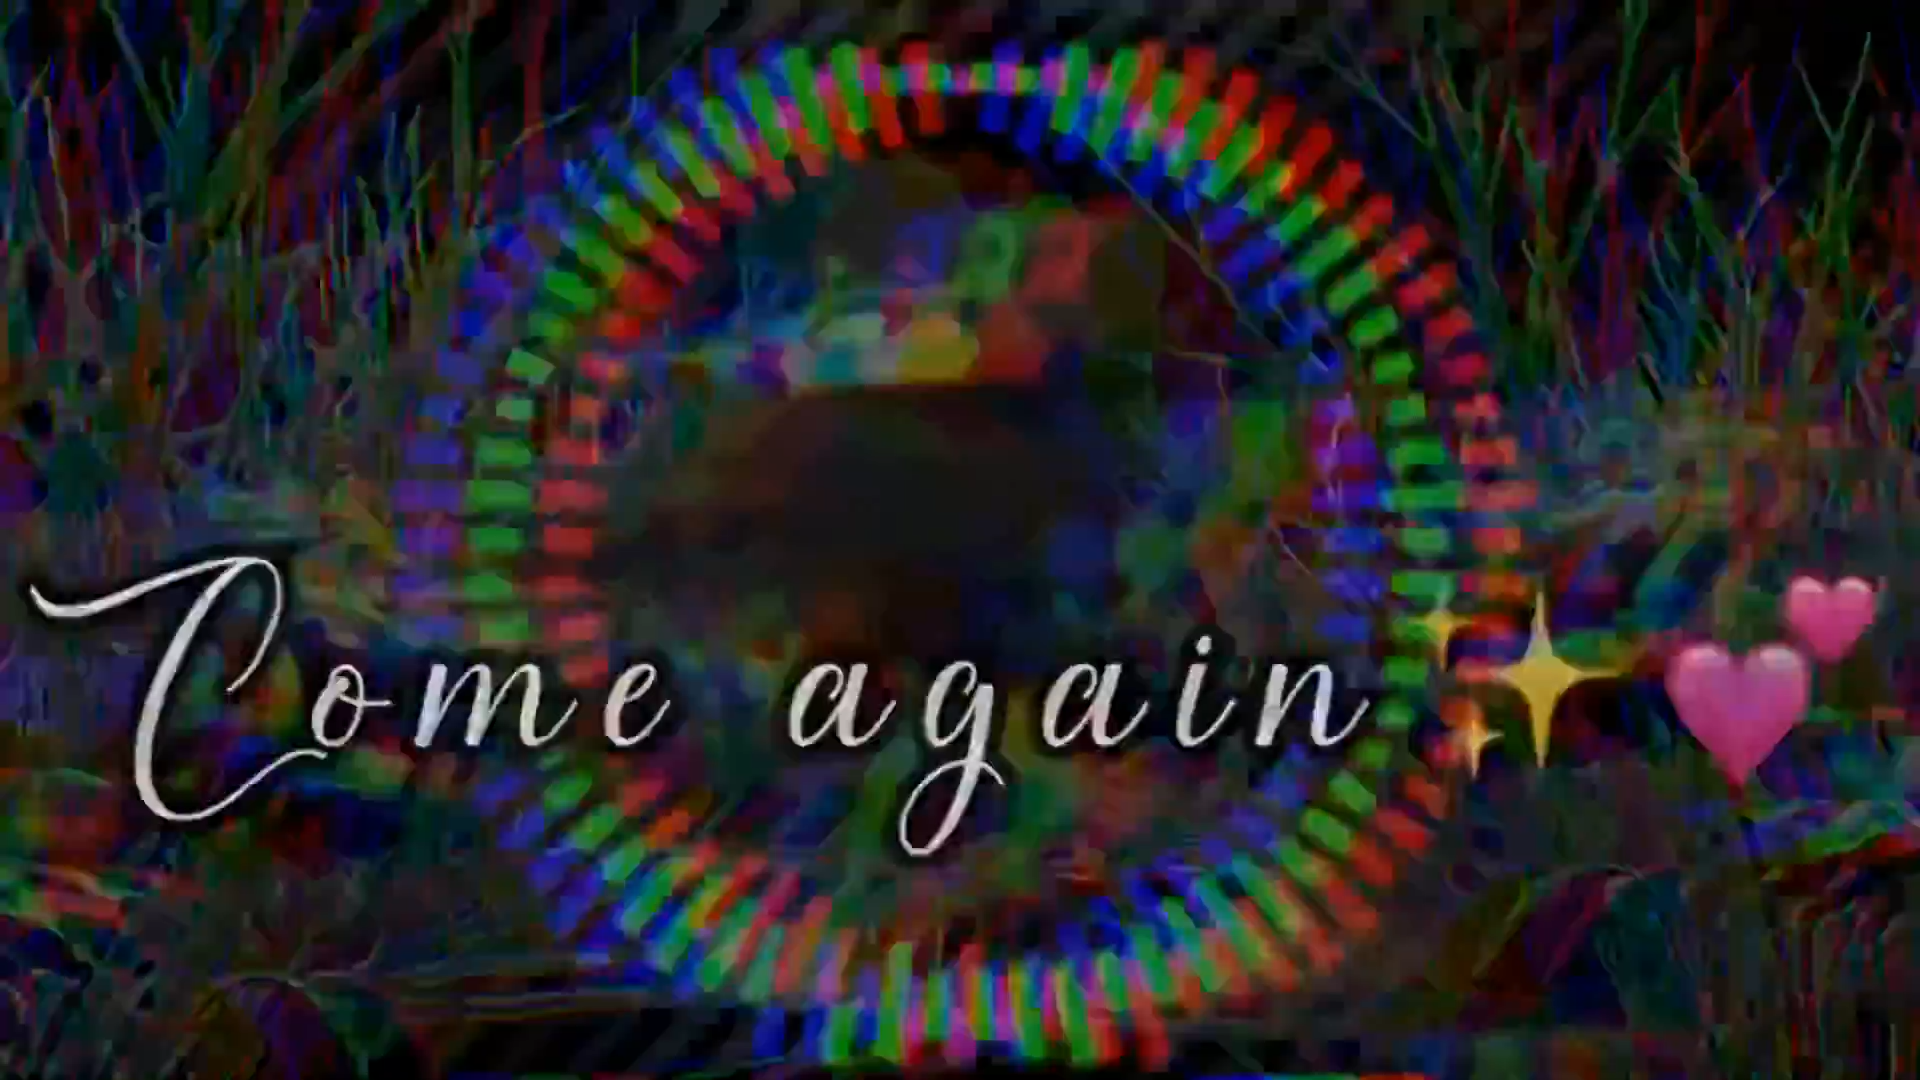 Come again ✨ 💕